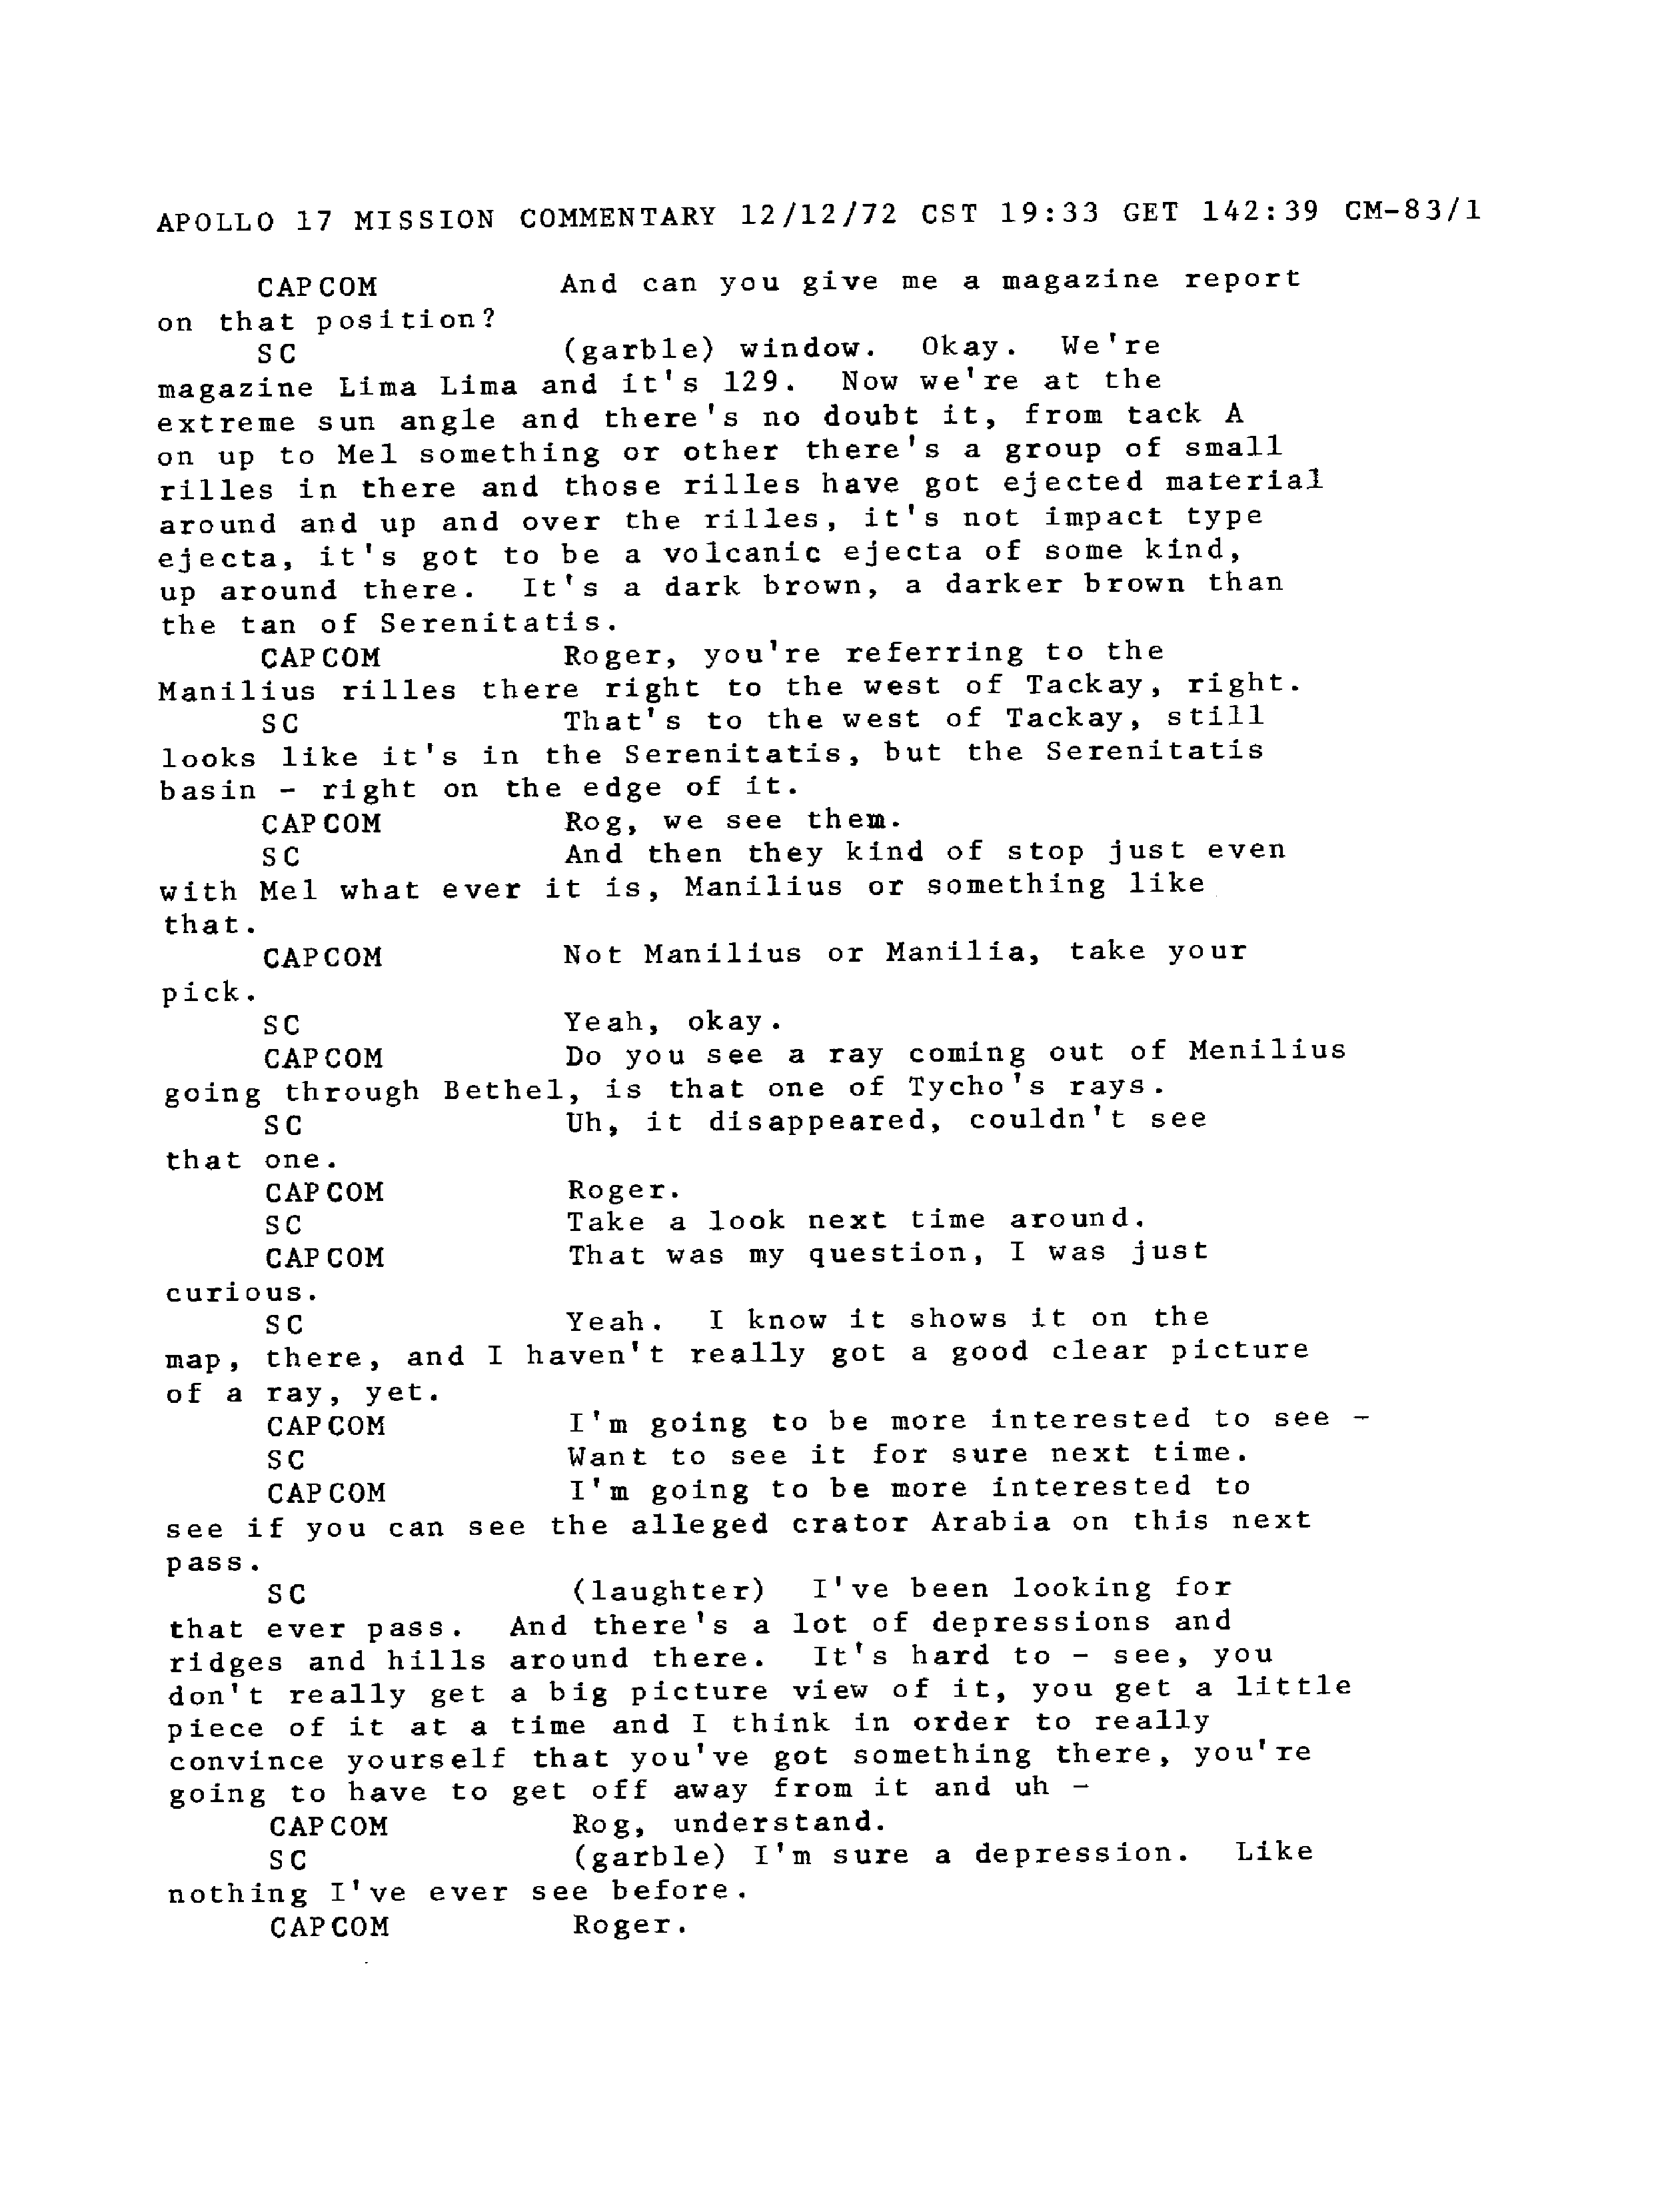 APOLLO 17 MISSION COMMENTARY 12/12/72 CST 19:33 GET 142:39 CM-83/1
CAPCOM And can you give me a magazine report
on that position?
SC (garble) window. Okay. We're
magazine Lima Lima and it's 129. Now we're at the
extreme sun angle and there's no doubt it, from tack A
on up to Mel something or other there's a group of small
rilles in there and those rilles have got ejected material
around and up and over the rilles, it's not impact type
ejecta, it's got to be a volcanic ejecta of some kind,
up around there. It's a dark brown, a darker brown than
the tan of Serenitatis.
CAPCOM Roger, you're referring to the
Manilius rilles there right to the west of Tackay, right.
SC That's to the west of Tackay, still
looks like it's in the Serenitatis, but the Serenitatis
basin - right on the edge of it.
CAPCOM Rog, we see them.
SC And then they kind of stop just even
with Mel what ever it is, Manilius or something like
that.
CAPCOM Not Manilius or Manilia, take your
pick.
SC Yeah, okay.
CAPCOM Do you see a ray coming out of Menilius
going through Bethel, is that one of Tycho's rays.
SC Uh, it disappeared, couldn't see
that one.
CAPCOM Roger.
SC Take a look next time around.
CAPCOM That was my question, I was just
curious.
SC Yeah. I know it shows it on the
map, there, and I haven't really got a good clear picture
of a ray, yet.
CAPCOM I'm going to be more interested to see -
SC Want to see it for sure next time.
CAPCOM I'm going to be more interested to
see if you can see the alleged crator Arabia on this next
pass.
SC (laughter) I've been looking for
that ever pass. And there's a lot of depressions and
ridges and hills around there. It's hard to - see, you
don't really get a big picture view of it, you get a little
piece of it at a time and I think in order to really
convince yourself that you've got something there, you're
going to have to get off away from it and uh -
CAPCOM Rog, understand.
SC (garble) I'm sure a depression. Like
nothing I've ever see before.
CAPCOM Roger.